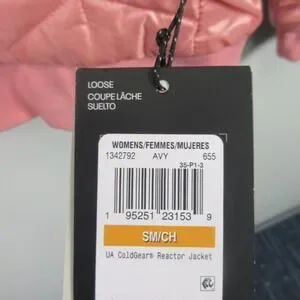 LOOSE
COUPE LÂCHE
SUELTO
WOMENS/FEMMES/MUJERES
1342792 AVY 655
35-P1-3
1 95251 23153 9
SM/CH
UA ColdGear® Reactor Jacket